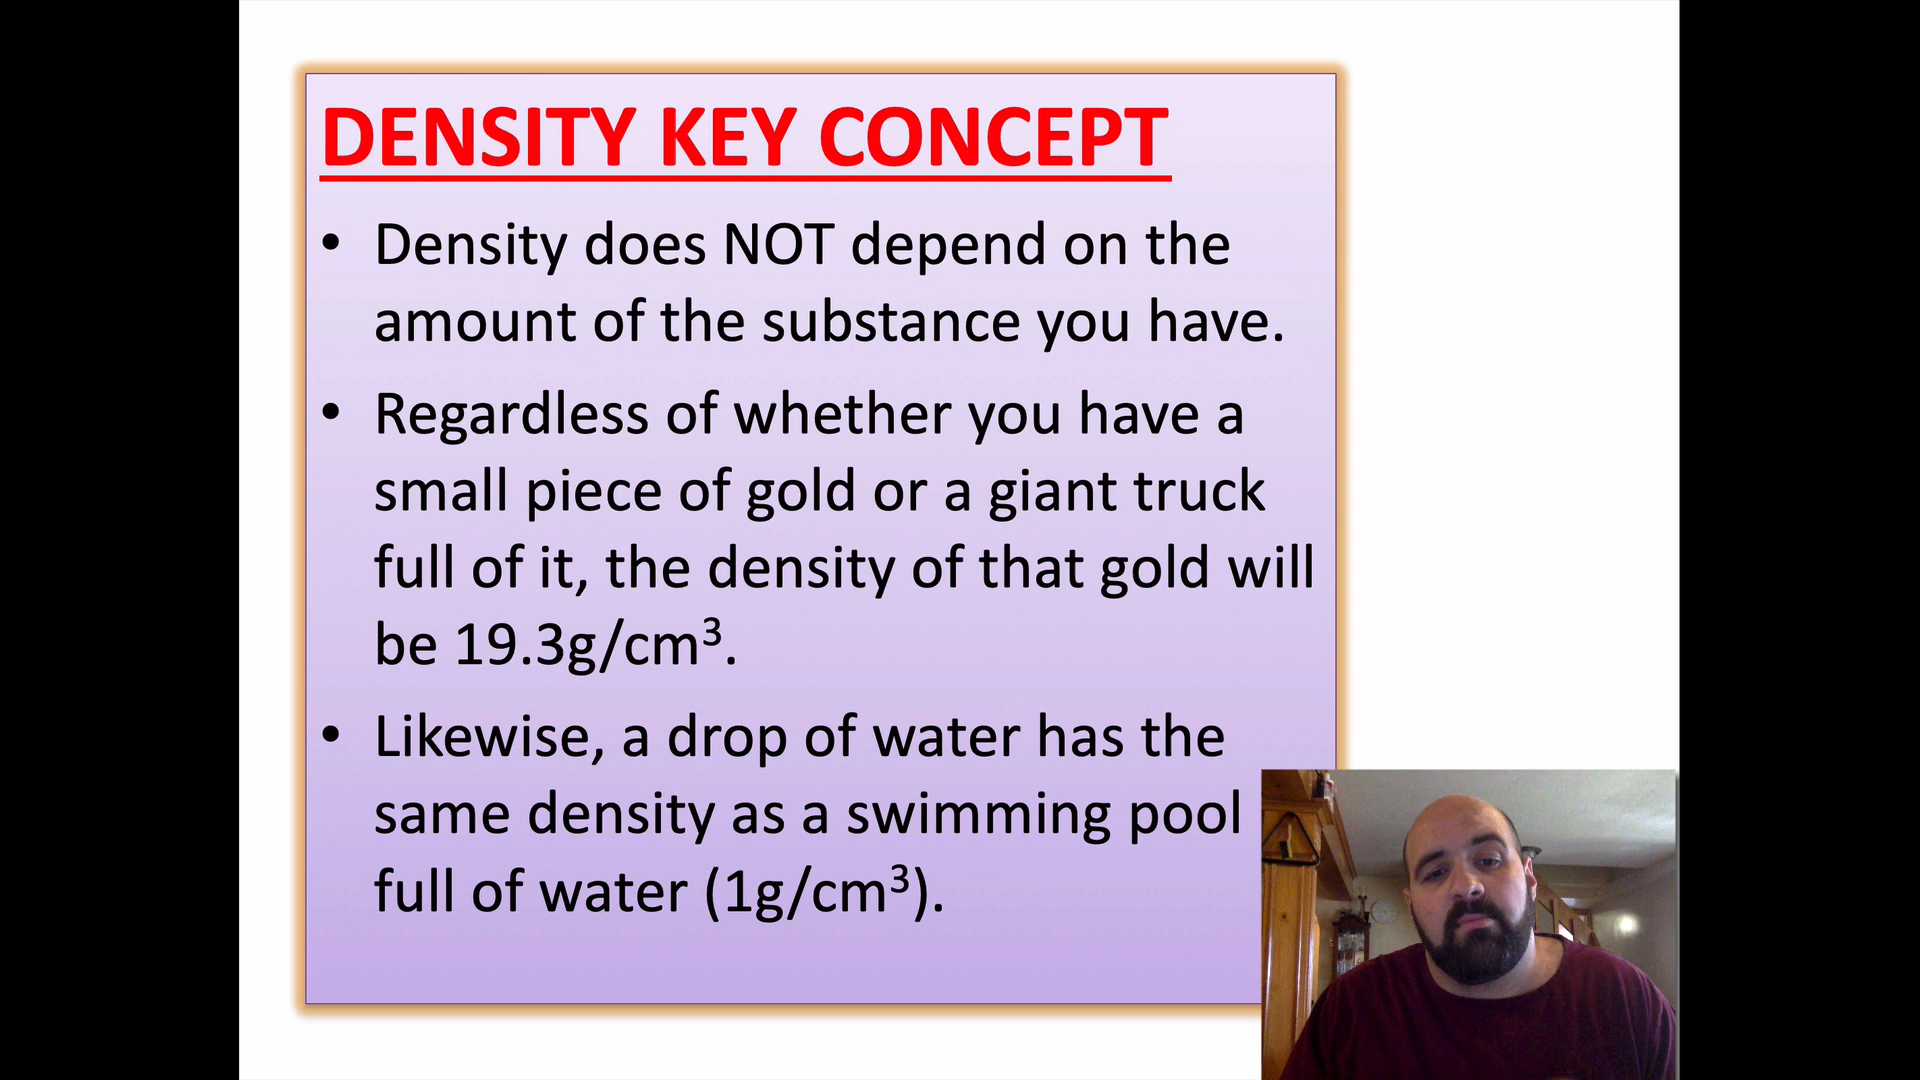 DENSITY KEY CONCEPT
• Density does NOT depend on the
amount of the substance you have.
• Regardless of whether you have a
small piece of gold or a giant truck
full of it, the density of that gold will
be 19.3g/cm³.
• Likewise, a drop of water has the
same density as a swimming pool
full of water (1g/cm³).